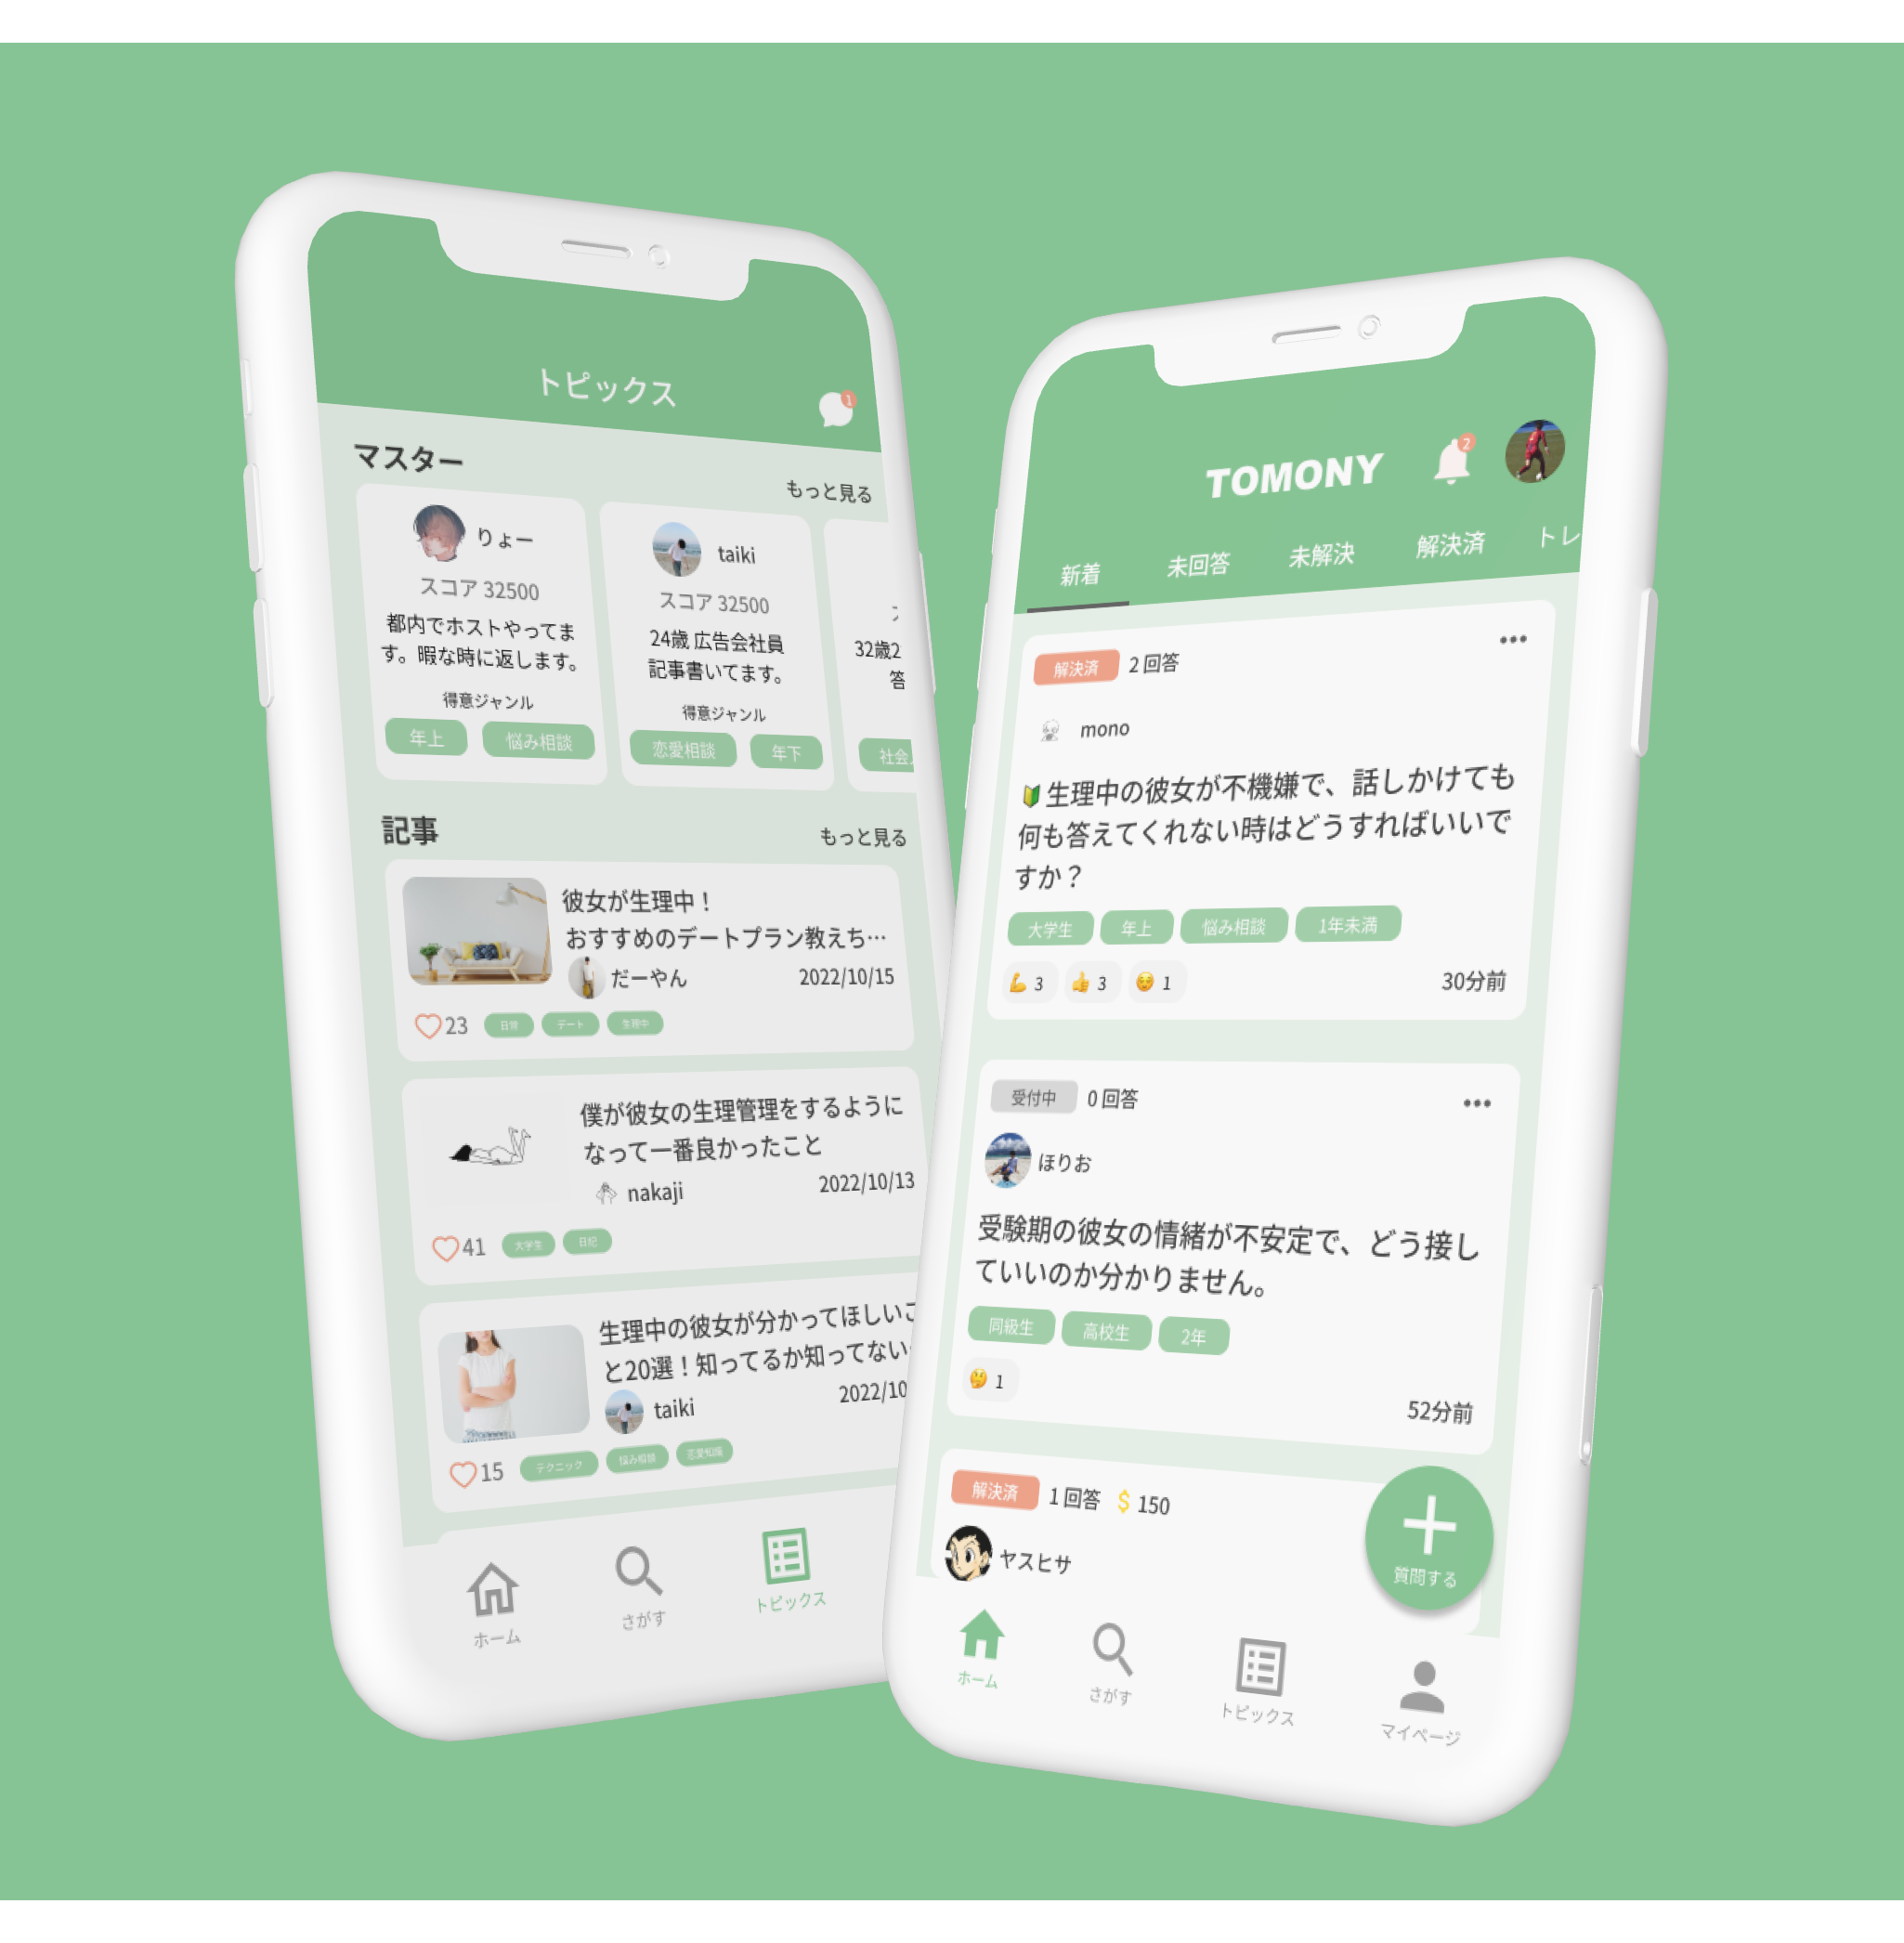 トピックス
1
マスター
もっと見る
りょー
スコア 32500
都内でホストやってま
す。暇な時に返します。
得意ジャンル
年上
悩み相談
taiki
スコア 32500
24歳 広告会社員
記事書いてます。
得意ジャンル
恋愛相談
年下
32歳2
答
社会
記事
もっと見る
彼女が生理中！
おすすめのデートプラン教えち…
だーやん
2022/10/15
23
日常
デート
生理中
僕が彼女の生理管理をするように
なって一番良かったこと
nakaji
2022/10/13
41
大学生
日記
生理中の彼女が分かってほしいこ
と20選！知ってるか知ってない
taiki
2022/10
15
テクニック
悩み相談
恋愛知識
ホーム
さがす
トピックス
TOMONY
2
新着
未回答
未解決
解決済
トレ
解決済
2 回答
mono
生理中の彼女が不機嫌で、話しかけても
何も答えてくれない時はどうすればいいで
すか？
大学生
年上
悩み相談
1年未満
3
3
1
30分前
受付中
0 回答
ほりお
受験期の彼女の情緒が不安定で、どう接し
ていいのか分かりません。
同級生
高校生
2年
1
52分前
解決済
1 回答
$ 150
ヤスヒサ
質問する
ホーム
さがす
トピックス
マイページ